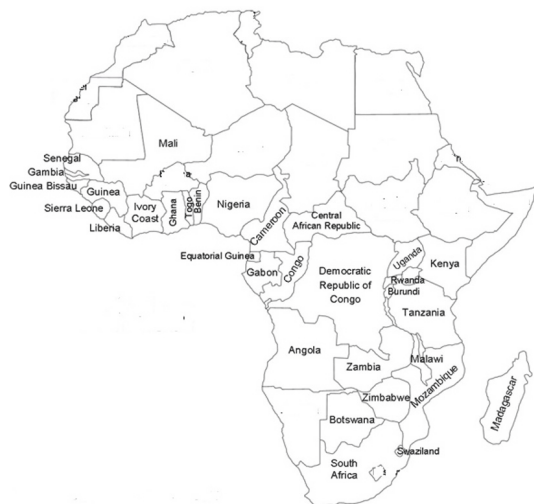 Mali
Senegal
Gambia
Guinea Bissau
Guinea
Sierra Leone
Liberia
Ivory
Coast
Ghana
Togo
Benin
Nigeria
Cameroon
Central
African Republic
Equatorial Guinea
Gabon
Congo
Democratic
Republic of
Congo
Uganda
Kenya
Rwanda
Burundi
Tanzania
Angola
Zambia
Malawi
Mozambique
Zimbabwe
Botswana
Madagascar
Swaziland
South
Africa